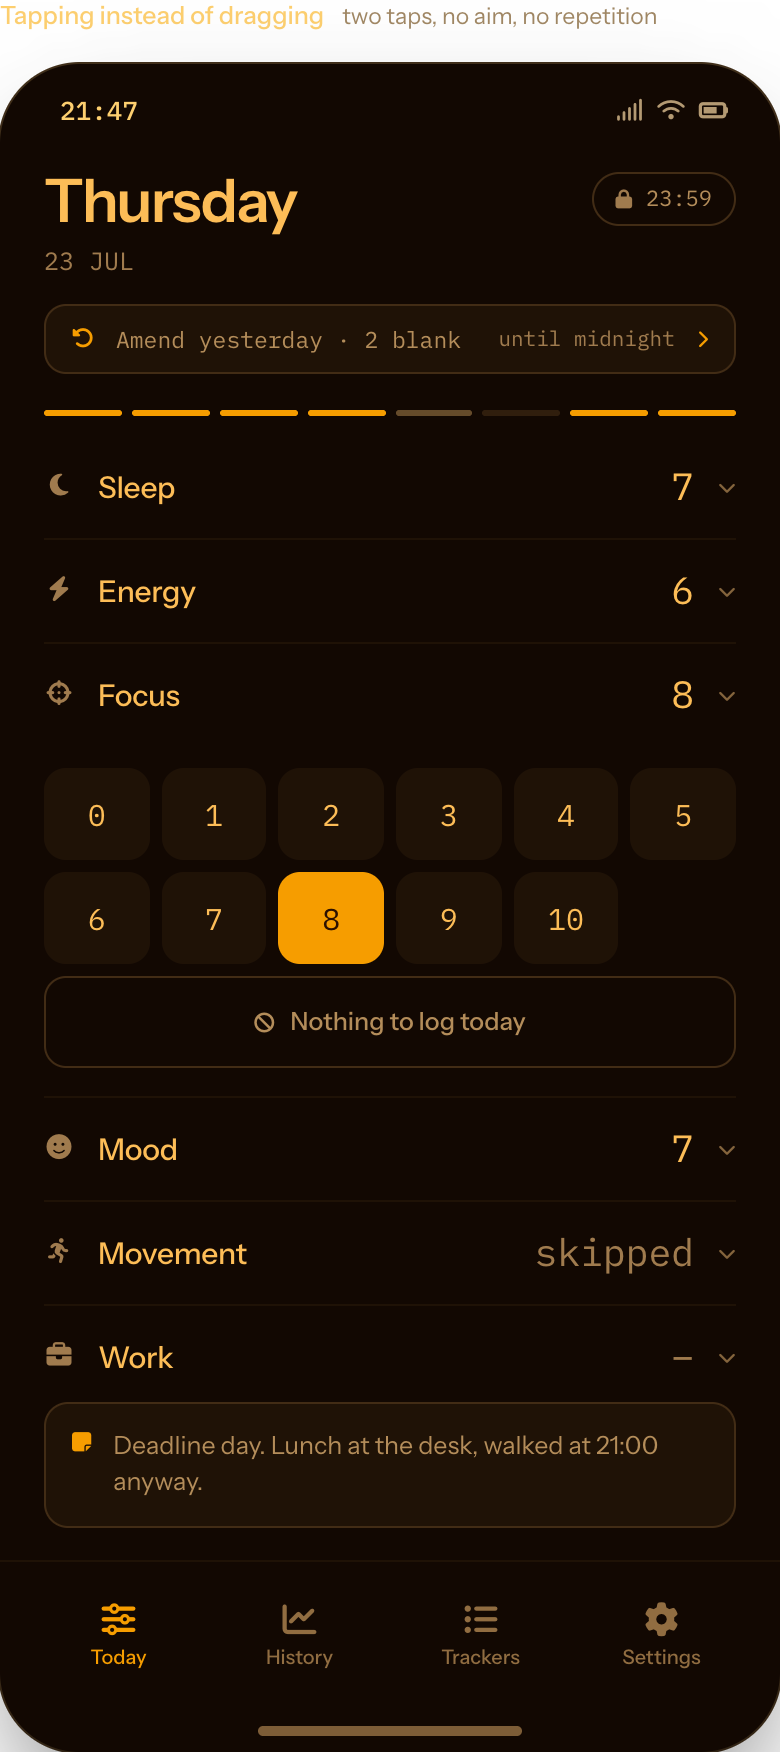 Tapping instead of dragging two taps, no aim, no repetition
21:47
Thursday
23:59
23 JUL
Amend yesterday · 2 blank until midnight
Sleep 7
Energy 6
Focus 8
0 1 2 3 4 5
6 7 8 9 10
Nothing to log today
Mood 7
Movement skipped
Work –
Deadline day. Lunch at the desk, walked at 21:00
anyway.
Today History Trackers Settings